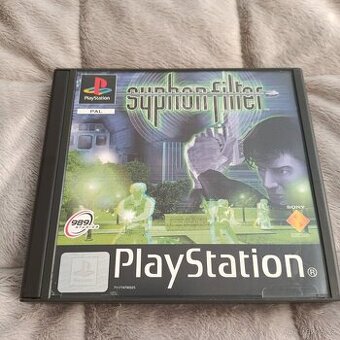 PlayStation
PAL
syphon filter
989
STUDIOS
SONY
PlayStation ®